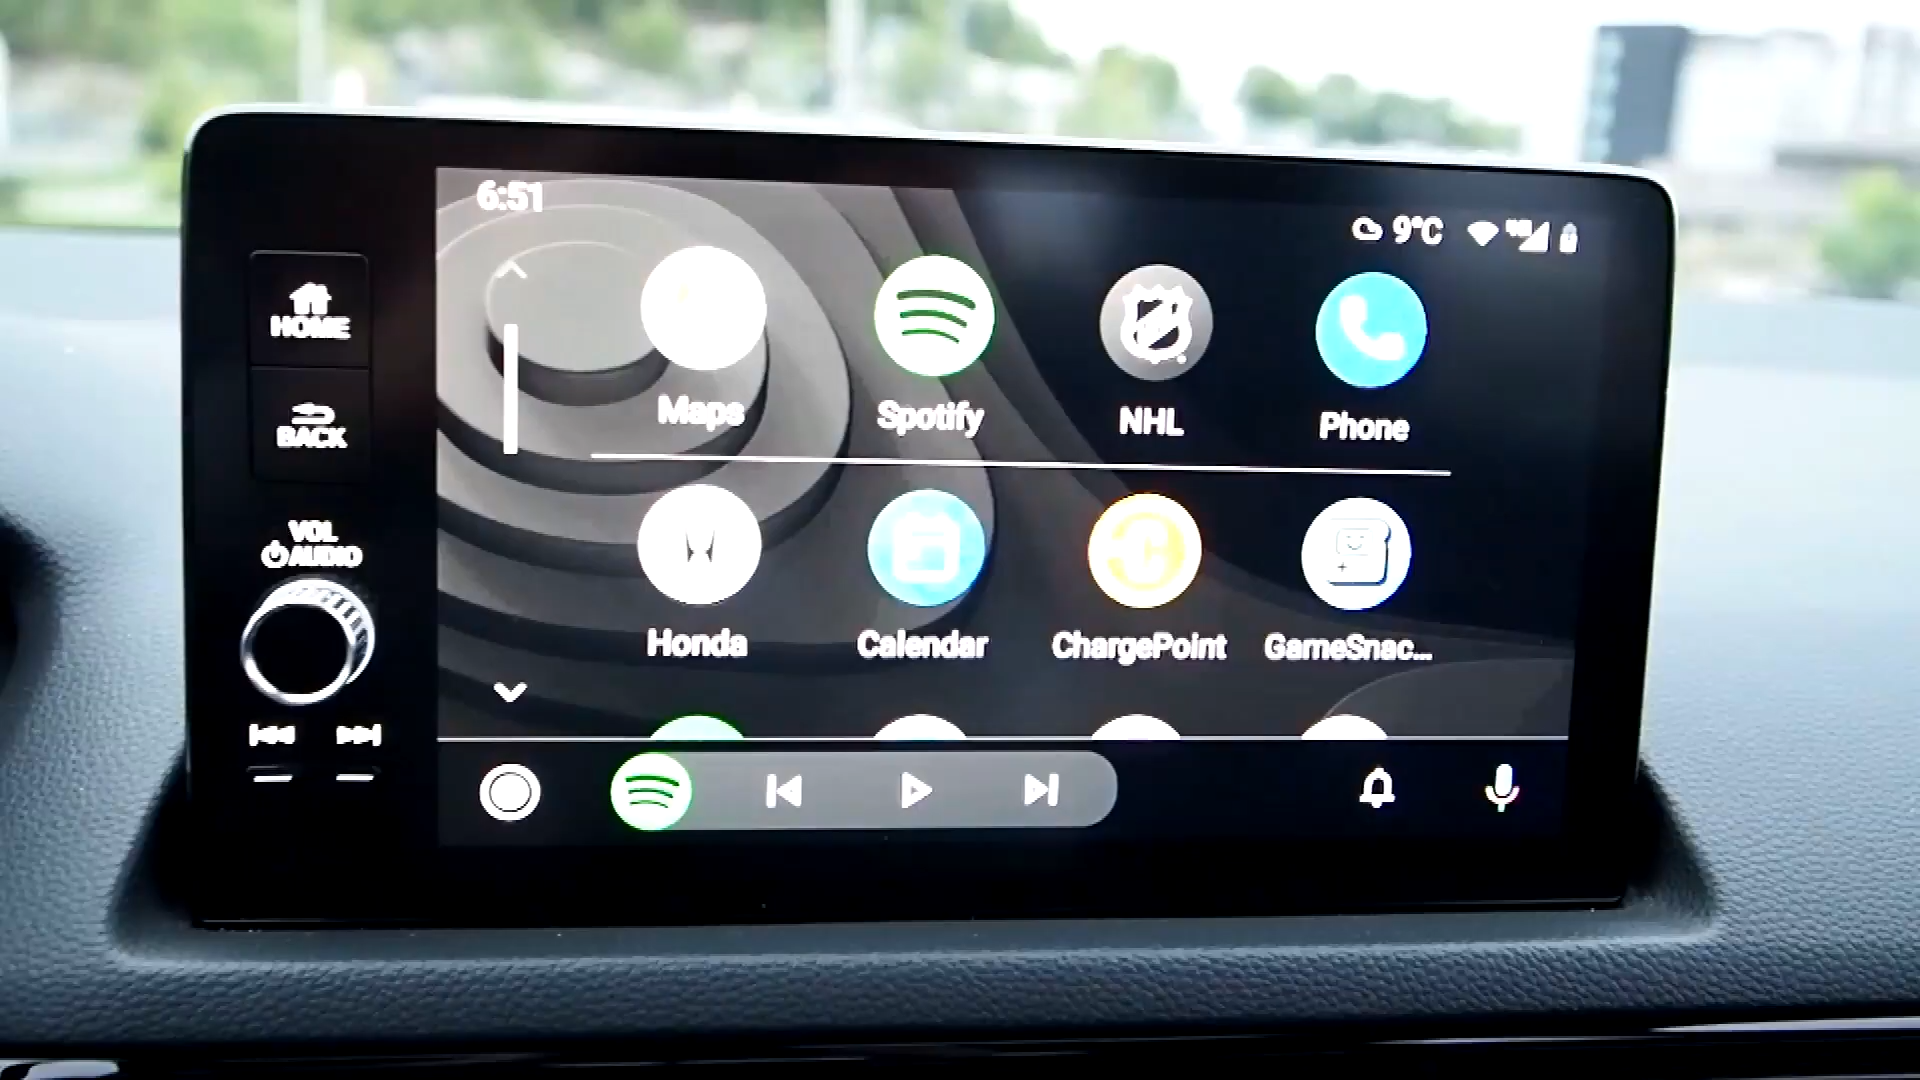 6:51
9°C
HOME
BACK
VOL
AUDIO
Maps
Spotify
NHL
Phone
Honda
Calendar
ChargePoint
GameSnac...